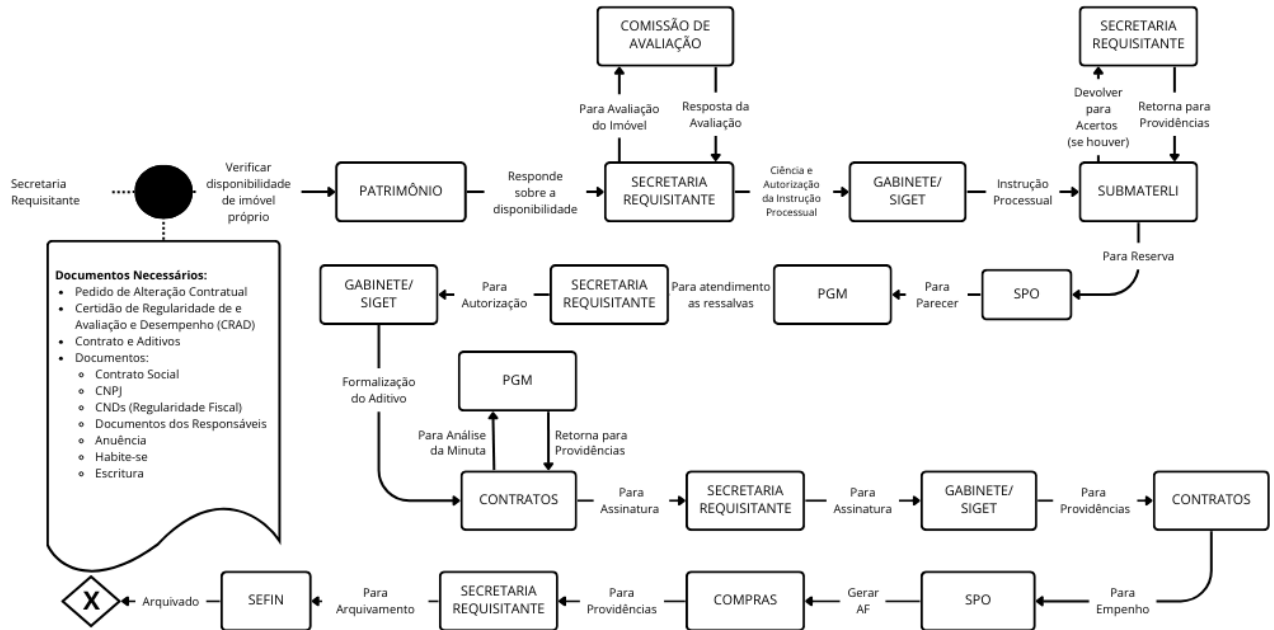 COMISSÃO DE
AVALIAÇÃO
SECRETARIA
REQUISITANTE
Para Avaliação
do Imóvel
Resposta da
Avaliação
Devolver
para
Acertos
(se houver)
Retorna para
Providências
Secretaria
Requisitante
Verificar
disponibilidade
de imóvel
próprio
PATRIMÔNIO
Responde
sobre a
disponibilidade
SECRETARIA
REQUISITANTE
Ciência e
Autorização
da Instrução
Processual
GABINETE/
SIGET
Instrução
Processual
SUBMATERLI
Para Reserva
SPO
Para
Parecer
PGM
Para atendimento
as ressalvas
SECRETARIA
REQUISITANTE
Para
Autorização
GABINETE/
SIGET
Documentos Necessários:
• Pedido de Alteração Contratual
• Certidão de Regularidade de e
Avaliação e Desempenho (CRAD)
• Contrato e Aditivos
• Documentos:
◦ Contrato Social
◦ CNPJ
◦ CNDs (Regularidade Fiscal)
◦ Documentos dos Responsáveis
◦ Anuência
◦ Habite-se
◦ Escritura
Formalização
do Aditivo
PGM
Para Análise
da Minuta
Retorna para
Providências
CONTRATOS
Para
Assinatura
SECRETARIA
REQUISITANTE
Para
Assinatura
GABINETE/
SIGET
Para
Providências
CONTRATOS
Para
Empenho
SPO
Gerar
AF
COMPRAS
Para
Providências
SECRETARIA
REQUISITANTE
Para
Arquivamento
SEFIN
Arquivado
X